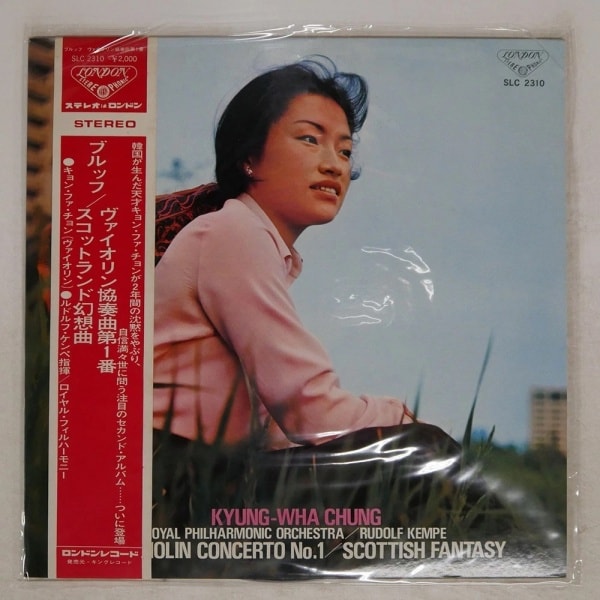 ブルッフ ヴァイオリン協奏曲第1番
SLC 2310 ¥2,000
LONDON
STEREO PHONIC
ステレオはロンドン
STEREO
韓国が生んだ天才キョン・ファ・チョンが2年間の沈黙をやぶり、
自信満々世に問う注目のセカンド・アルバム……ついに登場
ブルッフ/ヴァイオリン協奏曲第1番
スコットランド幻想曲
●キョン・ファ・チョン[ヴァイオリン]●ルドルフ・ケンペ指揮/ロイヤル・フィルハーモニー
ロンドンレコード
発売元・キングレコード
LONDON
STEREO PHONIC
SLC 2310
KYUNG-WHA CHUNG
OYAL PHILHARMONIC ORCHESTRA / RUDOLF KEMPE
IOLIN CONCERTO No.1 / SCOTTISH FANTASY